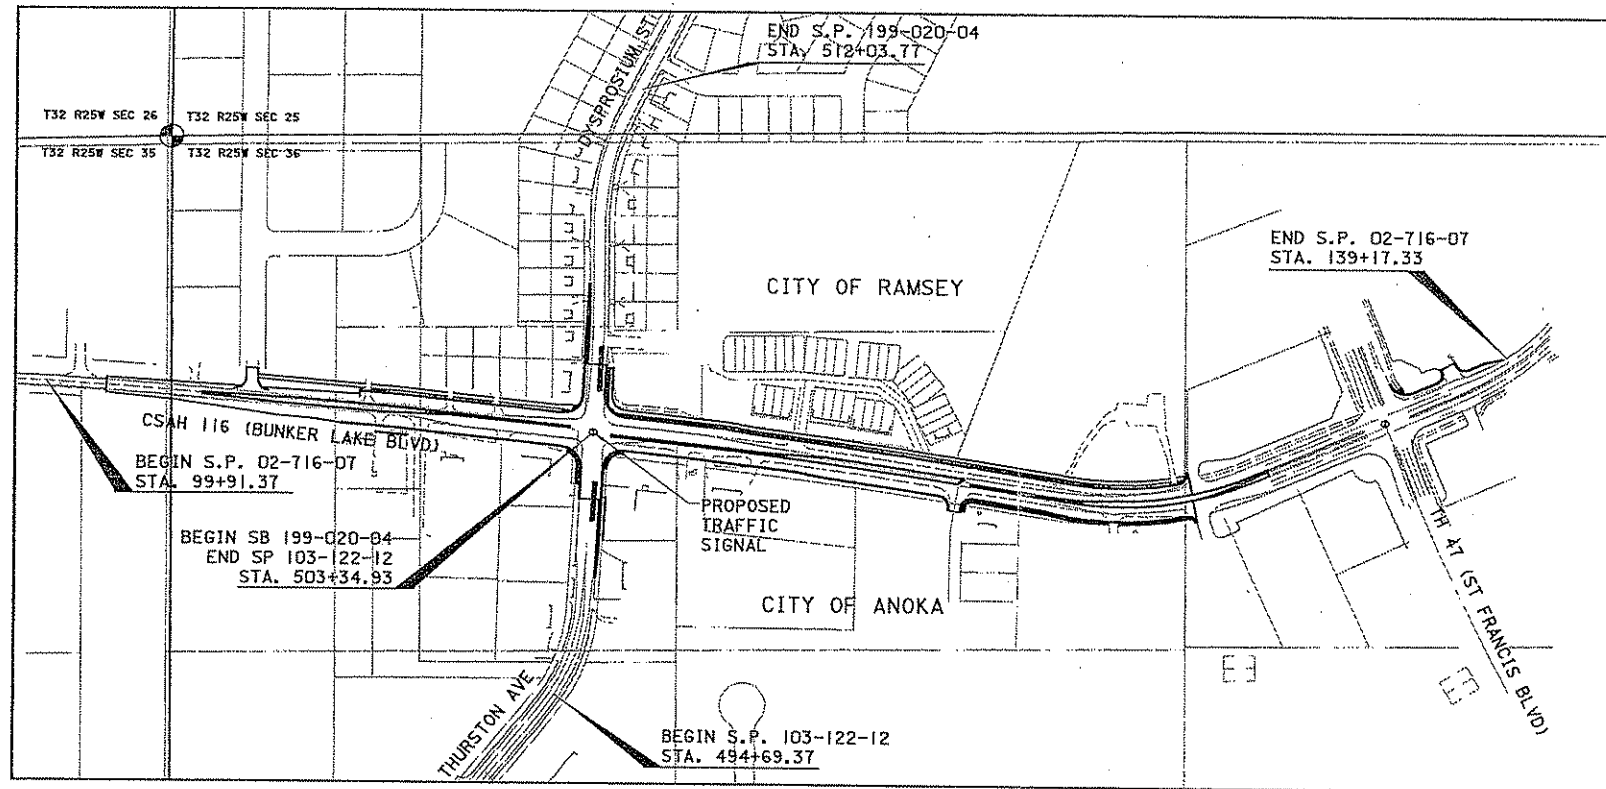 END S.P. 199-020-04
STA. 512+03.77
DYSPROSIUM ST.
T32 R25W SEC 26
T32 R25W SEC 25
T32 R25W SEC 35
T32 R25W SEC 36
END S.P. 02-716-07
STA. 139+17.33
CITY OF RAMSEY
CSAH 116 (BUNKER LAKE BLVD)
BEGIN S.P. 02-716-07
STA. 99+91.37
PROPOSED
TRAFFIC
SIGNAL
BEGIN SB 199-020-04
END SP 103-122-12
STA. 503+34.93
CITY OF ANOKA
TH 47 (ST FRANCIS BLVD)
THURSTON AVE
BEGIN S.P. 103-122-12
STA. 494+69.37